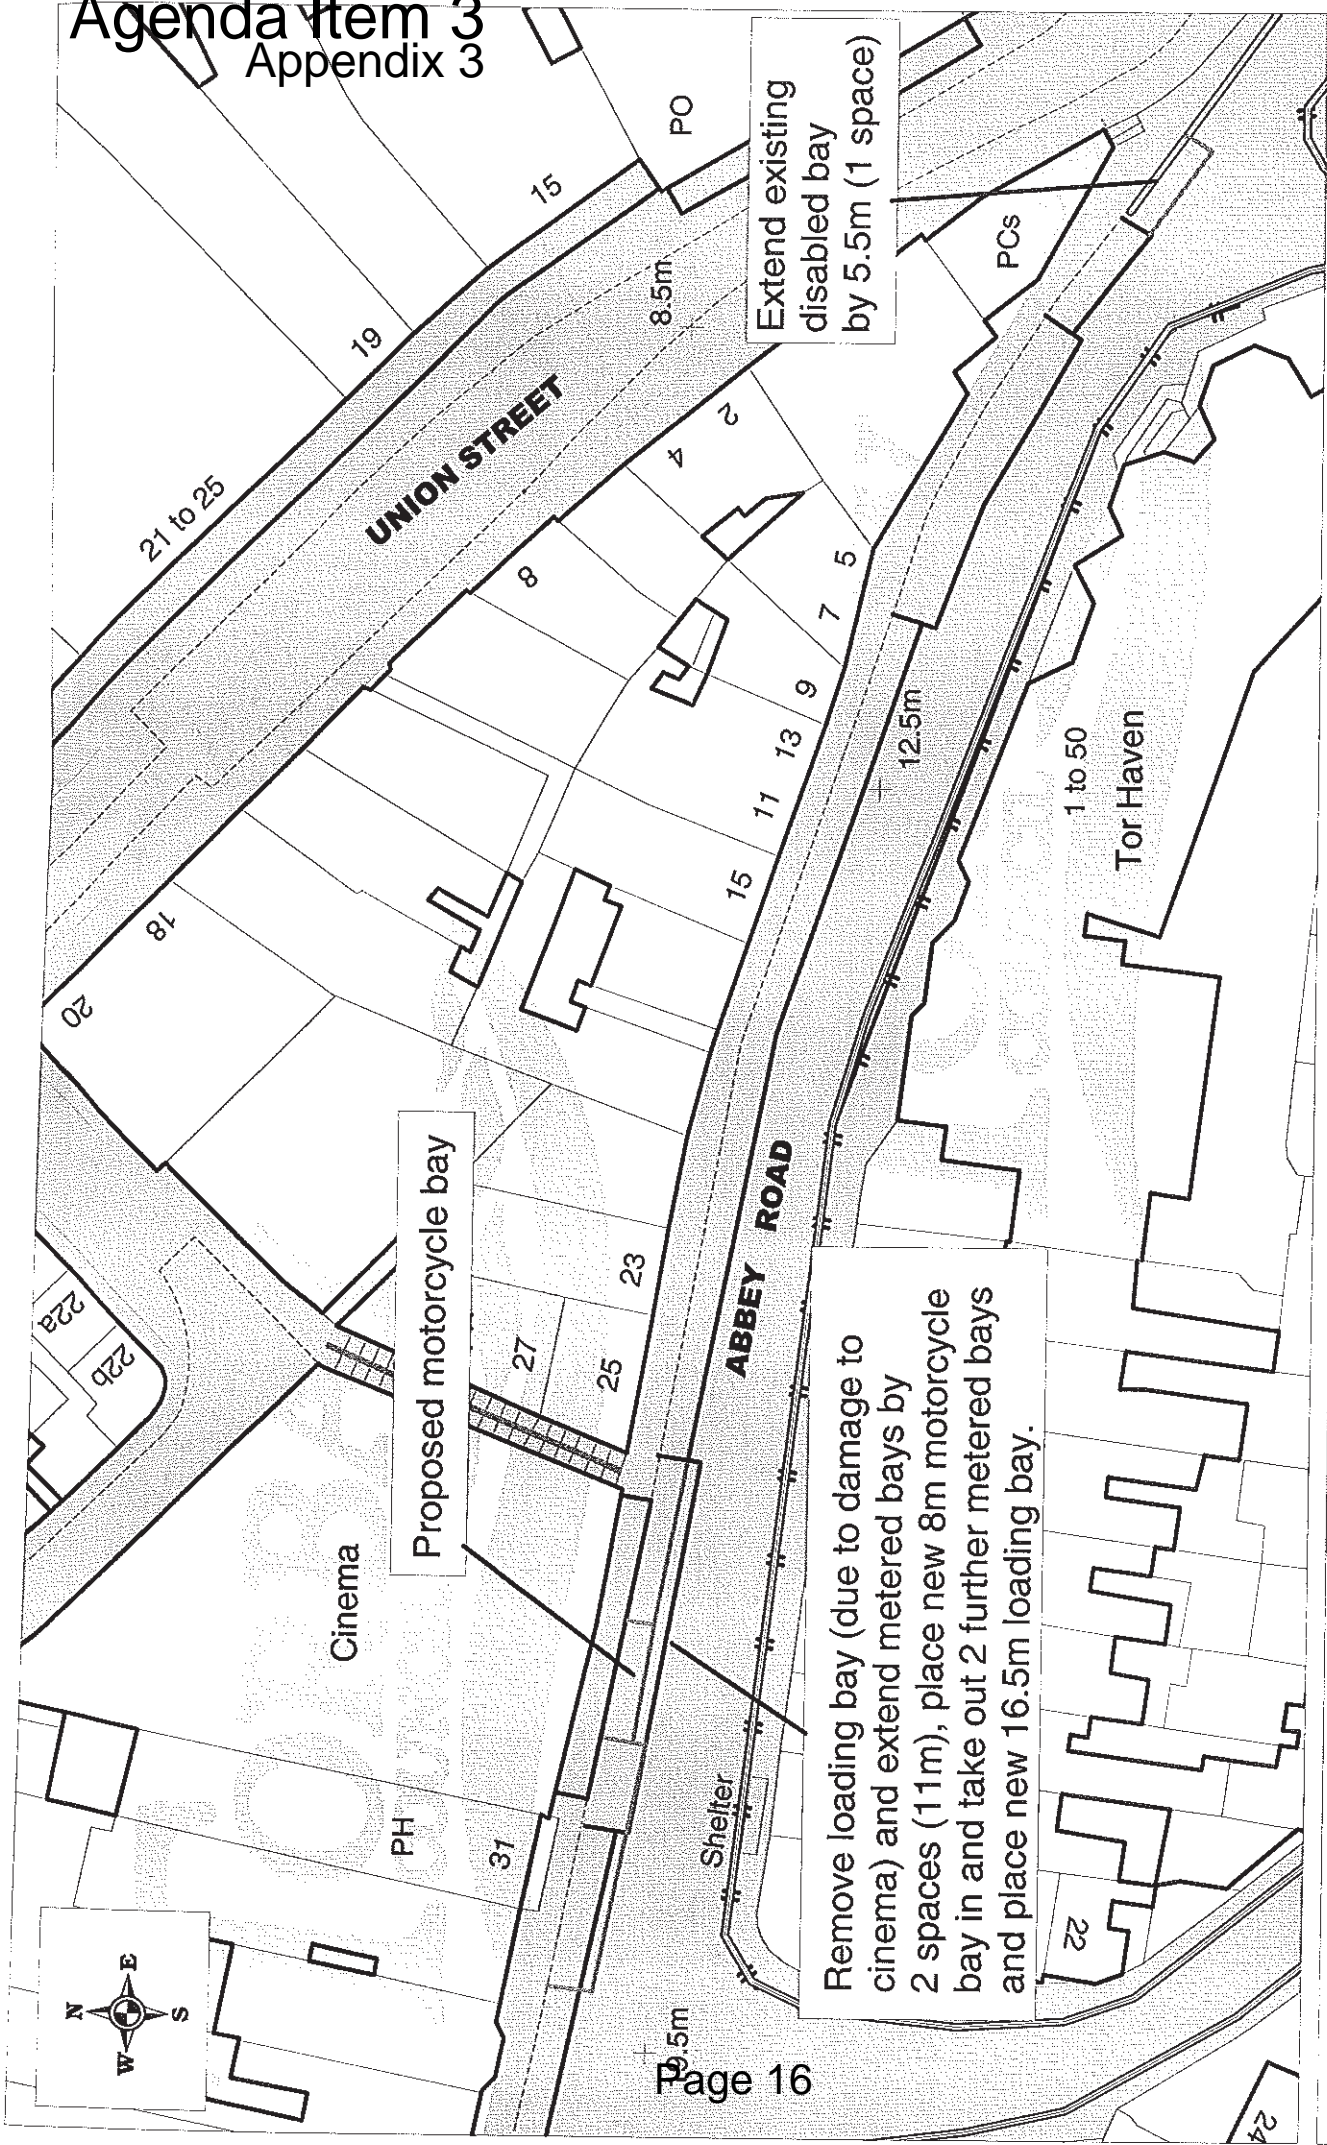 Agenda Item 3
Appendix 3
PO
15
19
21 to 25
UNION STREET
8.5m
Extend existing
disabled bay
by 5.5m (1 space)
PCs
2
4
8
18
20
5
7
9
13
11
15
12.5m
1 to 50
Tor Haven
22a
22b
Proposed motorcycle bay
23
27
25
ABBEY ROAD
Cinema
PH
31
Shelter
Remove loading bay (due to damage to
cinema) and extend metered bays by
2 spaces (11m), place new 8m motorcycle
bay in and take out 2 further metered bays
and place new 16.5m loading bay.
22
24
N
E
S
W
Page 16